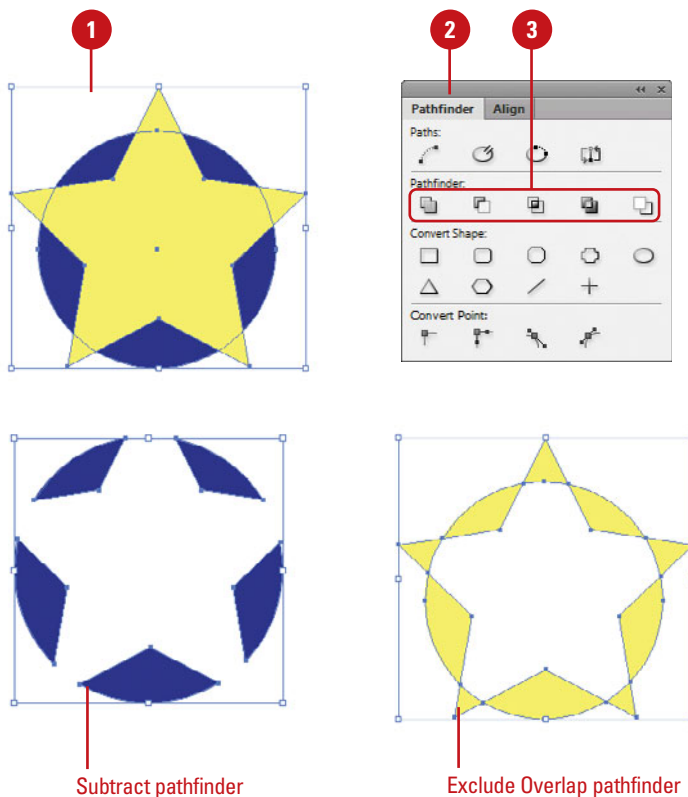 1
2
3
Pathfinder
Align
Paths:
Pathfinder:
Convert Shape:
Convert Point:
Subtract pathfinder
Exclude Overlap pathfinder